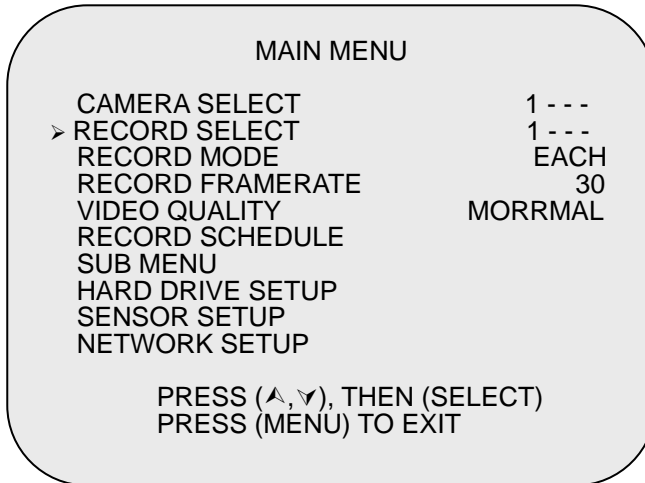 MAIN MENU
CAMERA SELECT 1 - - -
➢ RECORD SELECT 1 - - -
RECORD MODE EACH
RECORD FRAMERATE 30
VIDEO QUALITY MORRMAL
RECORD SCHEDULE
SUB MENU
HARD DRIVE SETUP
SENSOR SETUP
NETWORK SETUP
PRESS (⮝,⮟), THEN (SELECT)
PRESS (MENU) TO EXIT